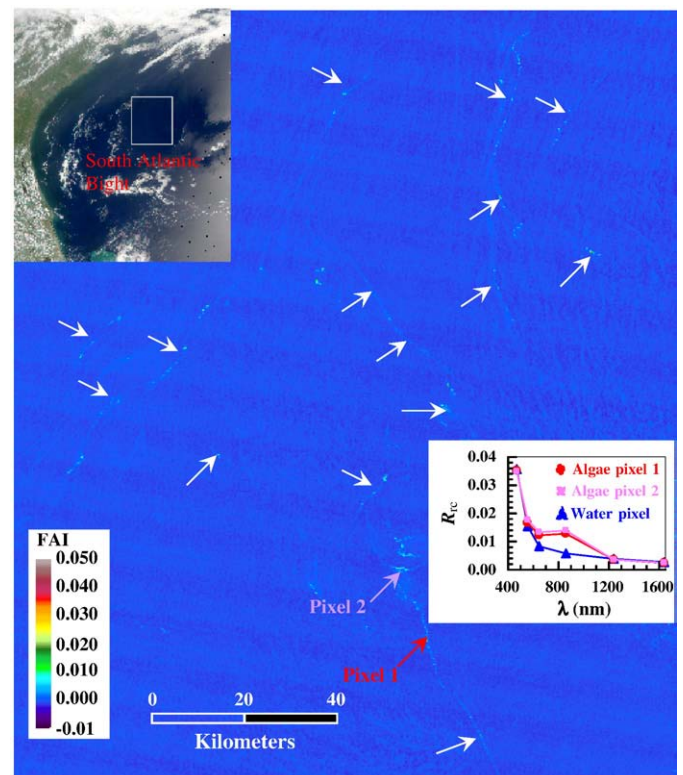 South Atlantic
Bight
0.04
0.03
0.02
0.01
0.00
R_rc
Algae pixel 1
Algae pixel 2
Water pixel
400 800 1200 1600
λ (nm)
FAI
0.050
0.040
0.030
0.020
0.010
0.000
-0.01
Pixel 2
Pixel 1
0 20 40
Kilometers